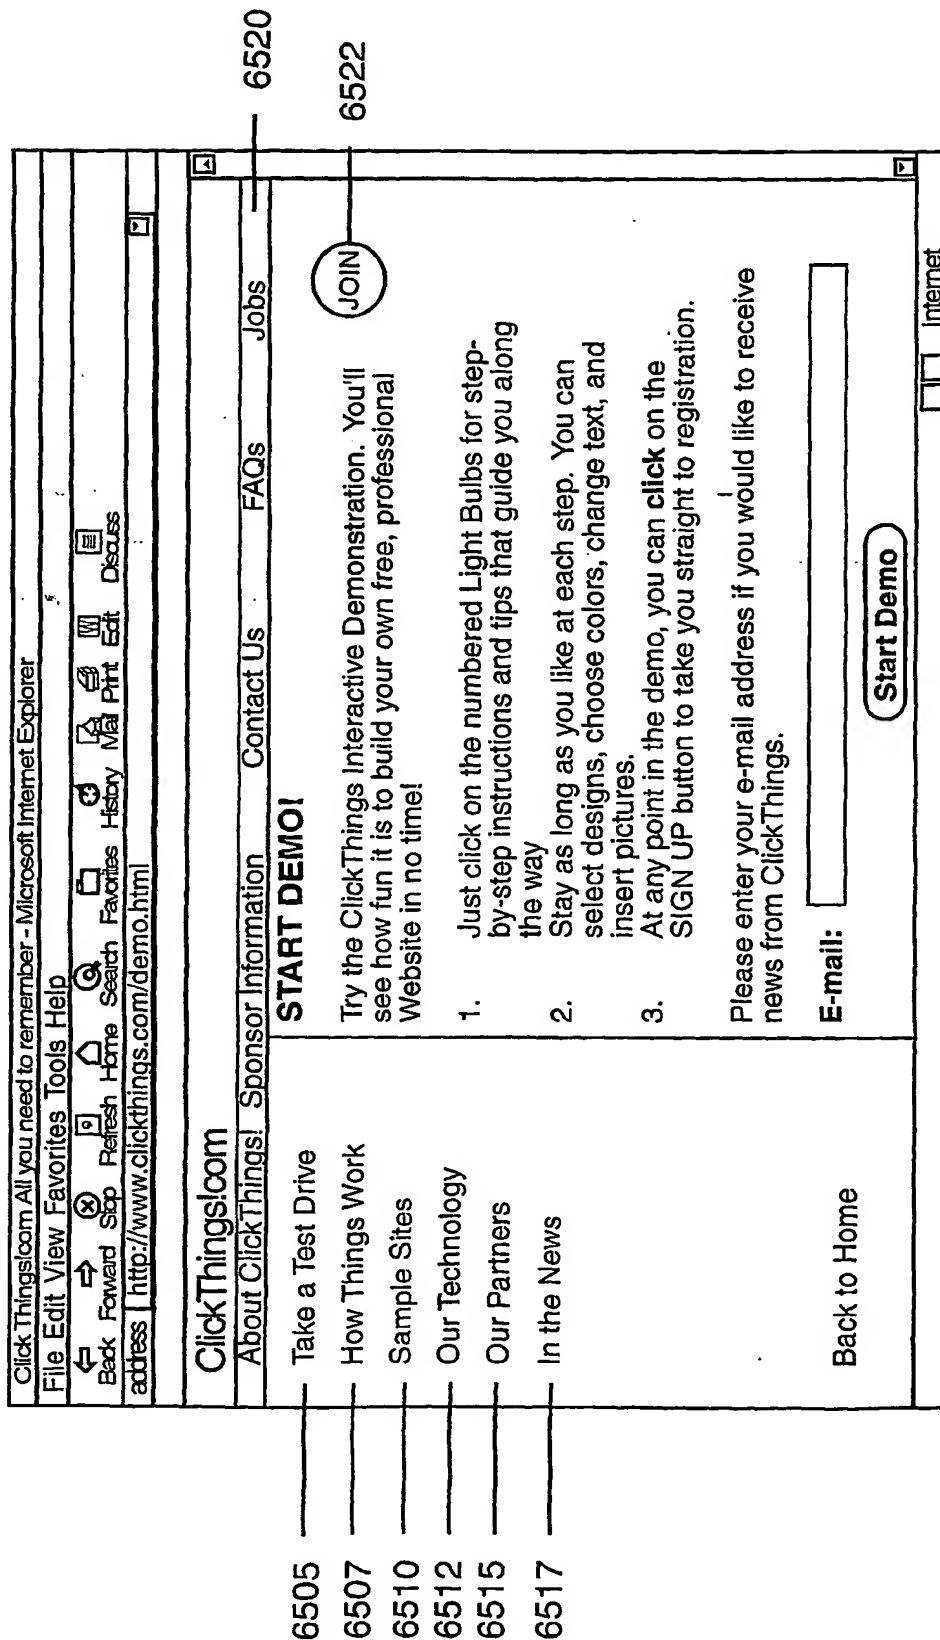 Click Things!com All you need to remember - Microsoft Internet Explorer
File Edit View Favorites Tools Help
Back Forward Stop Refresh Home Search Favorites History Mail Print Edit Discuss
address http://www.clickthings.com/demo.html
ClickThings!com
About ClickThings! Sponsor Information Contact Us FAQs Jobs
6520
START DEMO!
6505 Take a Test Drive
6507 How Things Work
6510 Sample Sites
6512 Our Technology
6515 Our Partners
6517 In the News
Back to Home
Try the ClickThings Interactive Demonstration. You'll
see how fun it is to build your own free, professional
Website in no time!
JOIN
6522
1. Just click on the numbered Light Bulbs for step-
by-step instructions and tips that guide you along
the way
2. Stay as long as you like at each step. You can
select designs, choose colors, change text, and
insert pictures.
3. At any point in the demo, you can click on the
SIGN UP button to take you straight to registration.
Please enter your e-mail address if you would like to receive
news from ClickThings.
E-mail:
Start Demo
Internet